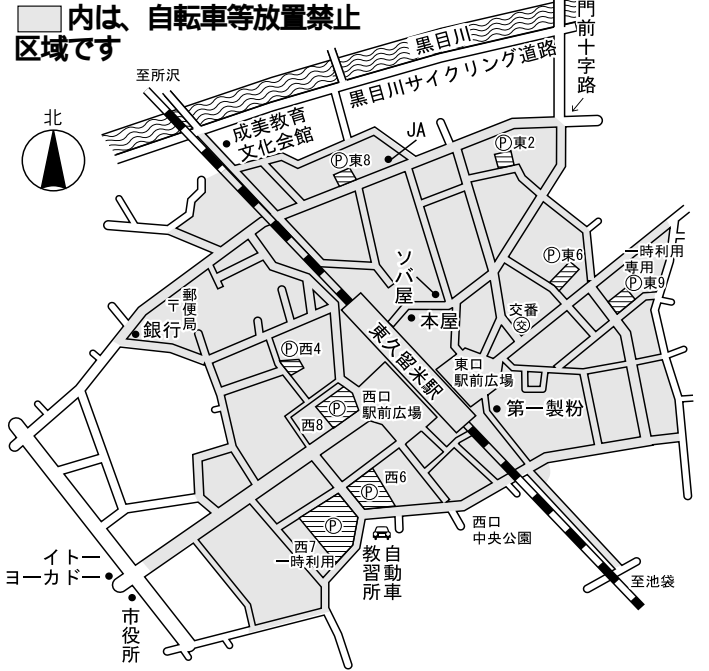 内は、自転車等放置禁止
区域です
門前十字路
黒目川
黒目川サイクリング道路
至所沢
北
成美教育
文化会館
JA
Ⓟ東8
Ⓟ東2
Ⓟ東6
一時利用
専用
Ⓟ東9
ソバ屋
本屋
交番
交
郵便局
〒
銀行
Ⓟ西4
東久留米駅
東口
駅前広場
西口
駅前広場
Ⓟ
西8
第一製粉
Ⓟ
西6
Ⓟ
西7
一時利用
西口
中央公園
自動車
教習所
イトー
ヨーカドー
市役所
至池袋